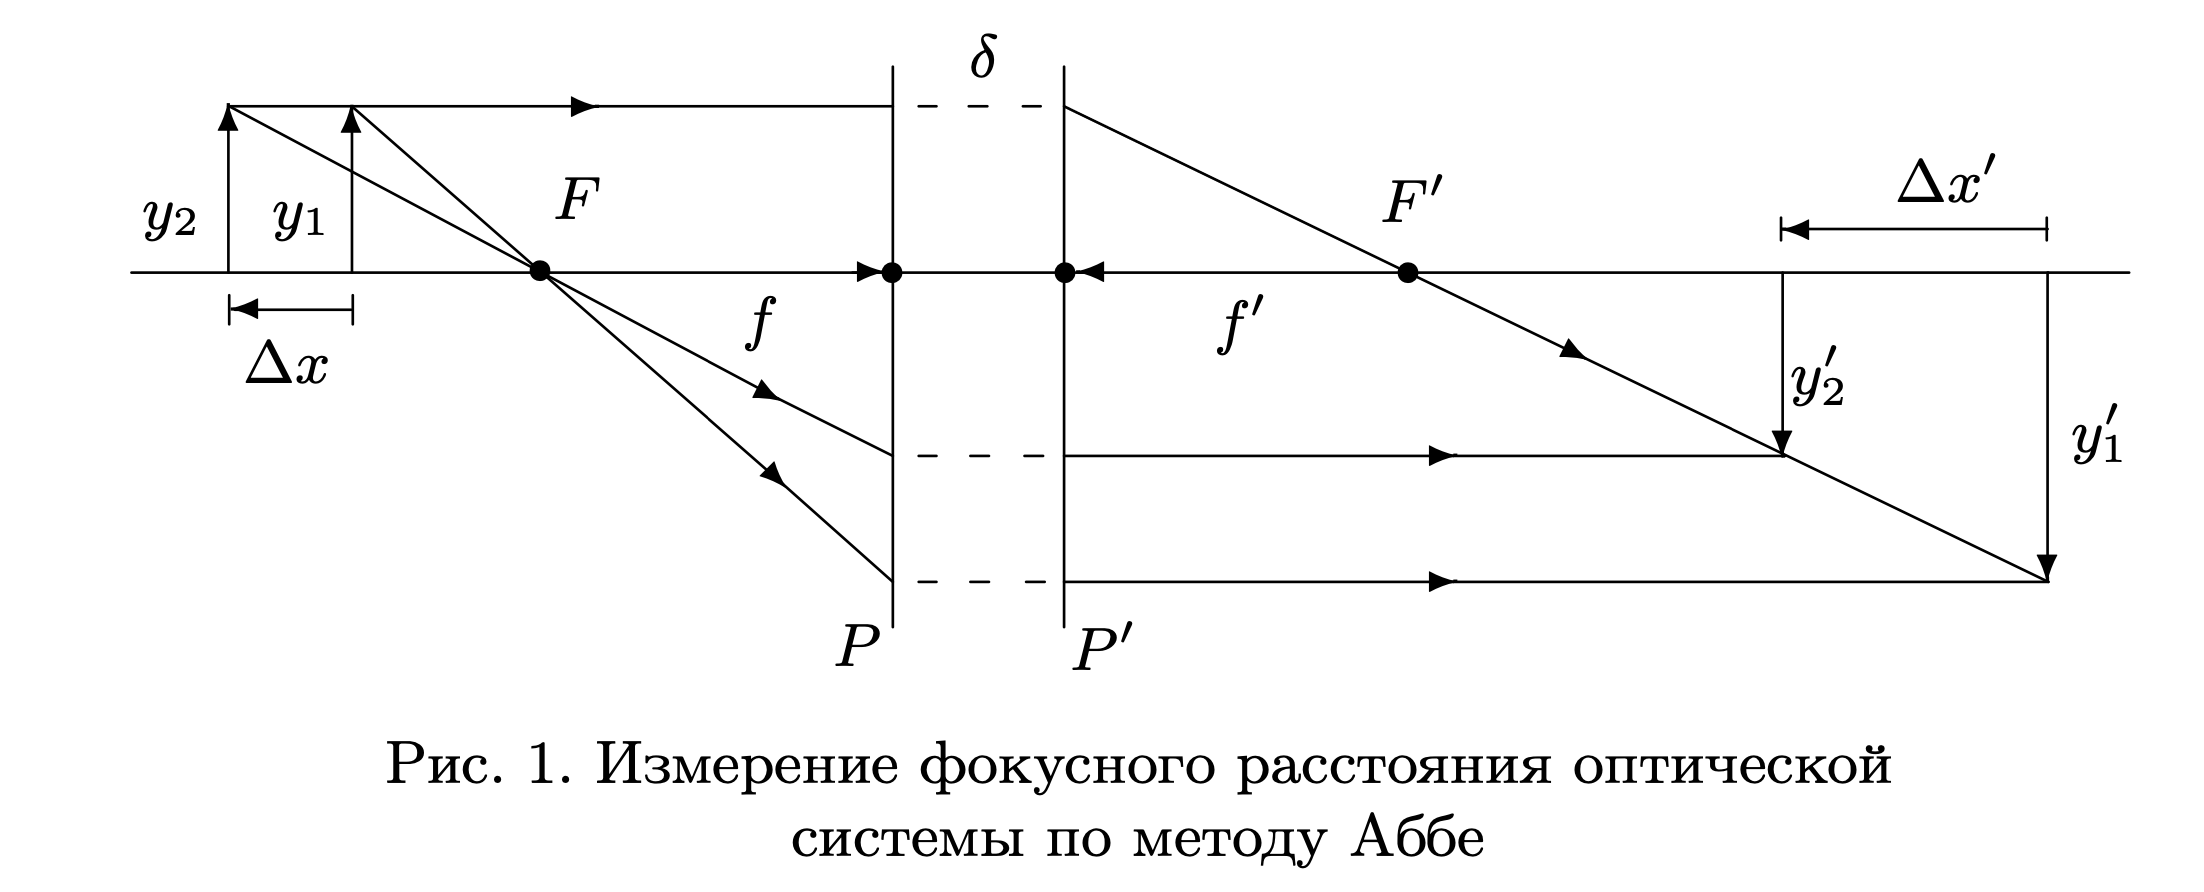 δ
Δx′
F
F′
y₂
y₁
f
f′
Δx
y′₂
y′₁
P
P′
Рис. 1. Измерение фокусного расстояния оптической
системы по методу Аббе